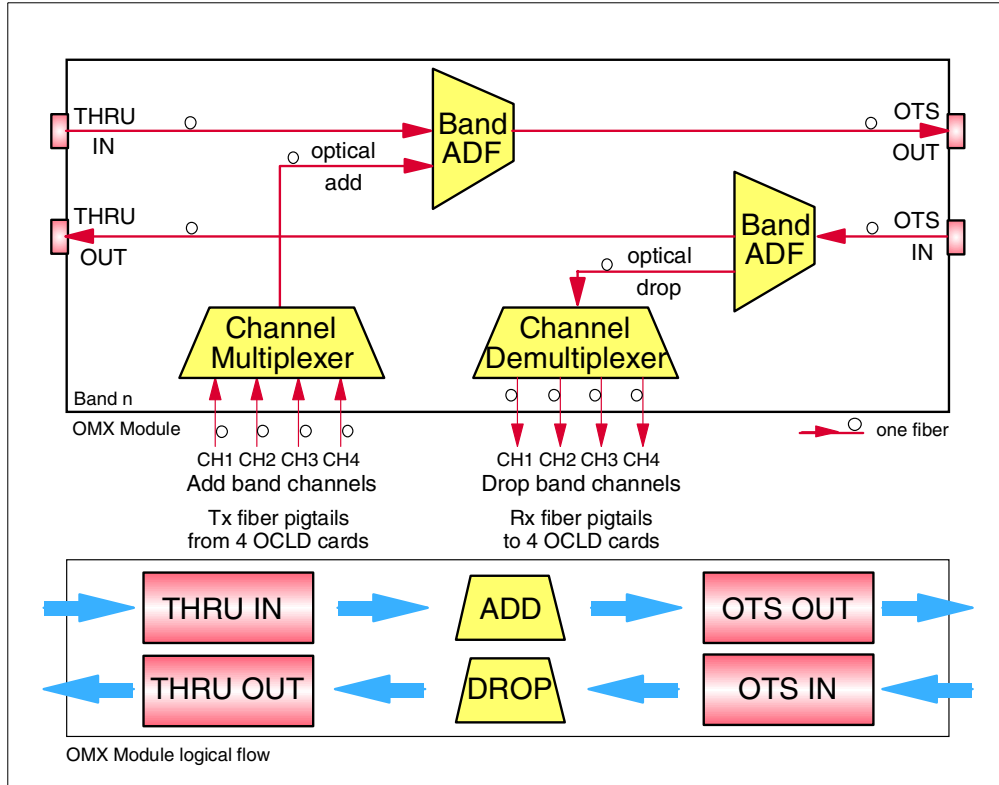 THRU
IN
optical
add
Band
ADF
OTS
OUT
THRU
OUT
optical
drop
Band
ADF
OTS
IN
Channel
Multiplexer
Channel
Demultiplexer
Band n
OMX Module
one fiber
CH1 CH2 CH3 CH4
Add band channels
Tx fiber pigtails
from 4 OCLD cards
CH1 CH2 CH3 CH4
Drop band channels
Rx fiber pigtails
to 4 OCLD cards
THRU IN
ADD
OTS OUT
THRU OUT
DROP
OTS IN
OMX Module logical flow